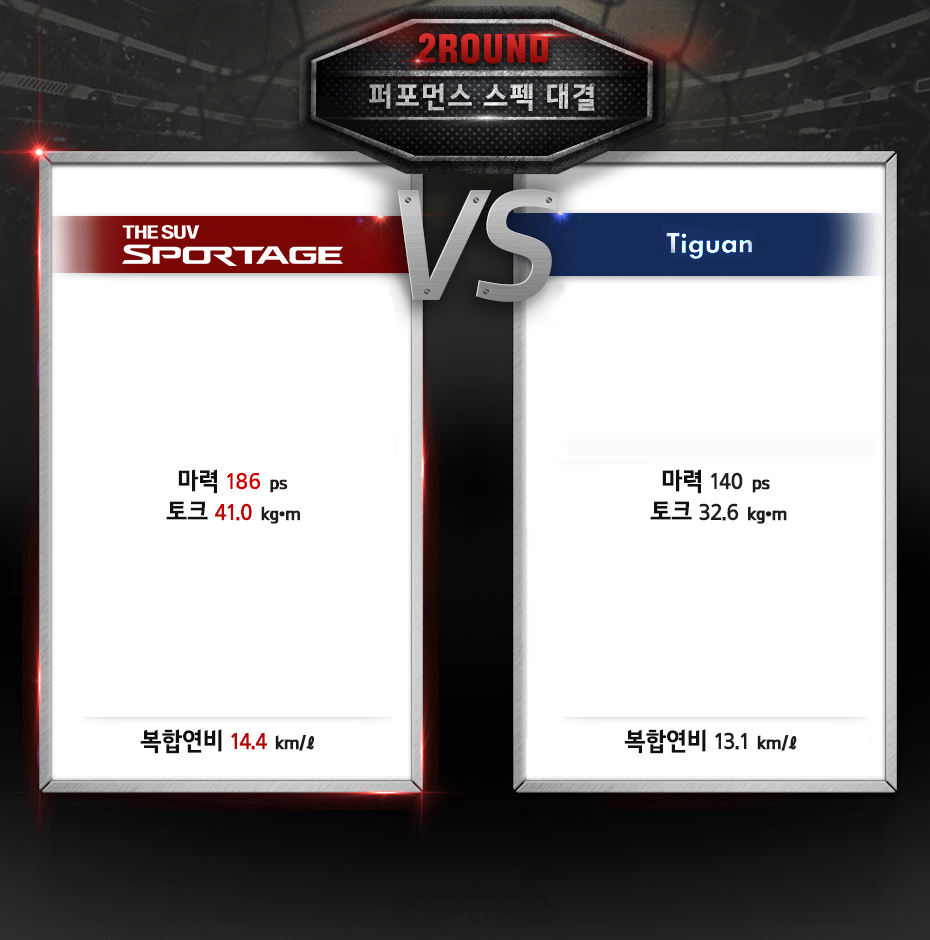 2ROUND
퍼포먼스 스펙 대결
VS
THE SUV
SPORTAGE
마력 186 ps
토크 41.0 kg•m
복합연비 14.4 km/ℓ
Tiguan
마력 140 ps
토크 32.6 kg•m
복합연비 13.1 km/ℓ